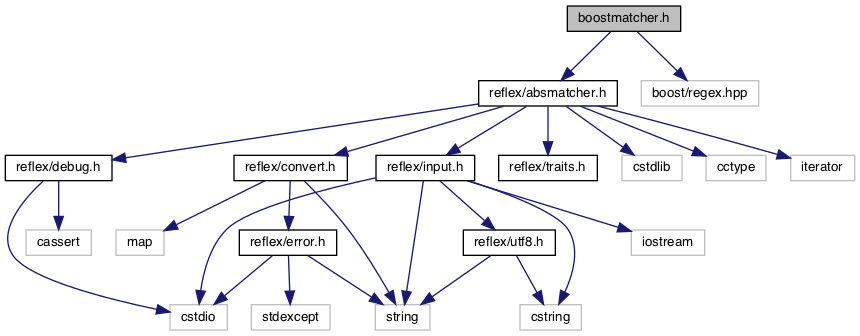 boostmatcher.h
reflex/absmatcher.h
boost/regex.hpp
reflex/debug.h
reflex/convert.h
reflex/input.h
reflex/traits.h
cstdlib
cctype
iterator
cassert
map
reflex/error.h
reflex/utf8.h
iostream
cstdio
stdexcept
string
cstring